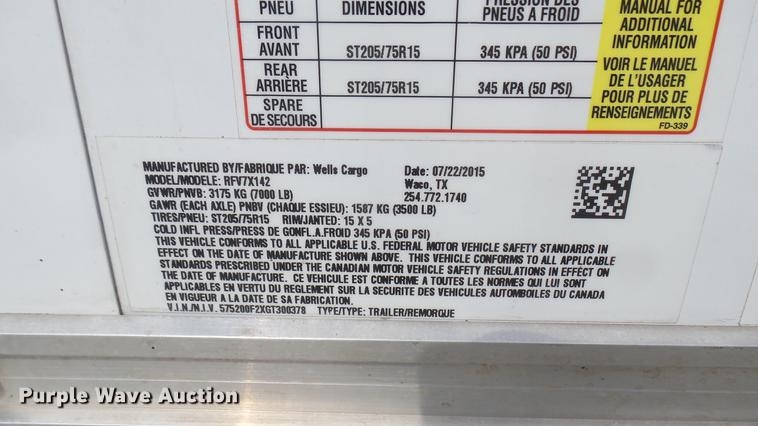 PNEU DIMENSIONS PRESSION DES PNEUS A FROID
MANUAL FOR
ADDITIONAL
INFORMATION
VOIR LE MANUEL
DE L'USAGER
POUR PLUS DE
RENSEIGNEMENTS
FD-339
FRONT
AVANT ST205/75R15 345 KPA (50 PSI)
REAR
ARRIÈRE ST205/75R15 345 KPA (50 PSI)
SPARE
DE SECOURS
MANUFACTURED BY/FABRIQUE PAR: Wells Cargo Date: 07/22/2015
MODEL/MODELE: RFV7X142 Waco, TX
GVWR/PNVB: 3175 KG (7000 LB) 254.772.1740
GAWR (EACH AXLE) PNBV (CHAQUE ESSIEU): 1587 KG (3500 LB)
TIRES/PNEU: ST205/75R15 RIM/JANTED: 15 X 5
COLD INFL PRESS/PRESS DE GONFL.A.FROID 345 KPA (50 PSI)
THIS VEHICLE CONFORMS TO ALL APPLICABLE U.S. FEDERAL MOTOR VEHICLE SAFETY STANDARDS IN
EFFECT ON THE DATE OF MANUFACTURE SHOWN ABOVE. THIS VEHICLE CONFORMS TO ALL APPLICABLE
STANDARDS PRESCRIBED UNDER THE CANADIAN MOTOR VEHICLE SAFETY REGULATIONS IN EFFECT ON
THE DATE OF MANUFACTURE. CE VEHICULE EST CONFORME A TOUTES LES NORMES QUI LUI SONT
APPLICABLES EN VERTU DU REGLEMENT SUR LA SECURITE DES VEHICULES AUTOMBOILES DU CANADA
EN VIGUEUR A LA DATE DE SA FABRICATION.
V.I.N./N.I.V. 575200F2XGT300378 TYPE/TYPE: TRAILER/REMORQUE
Purple Wave Auction